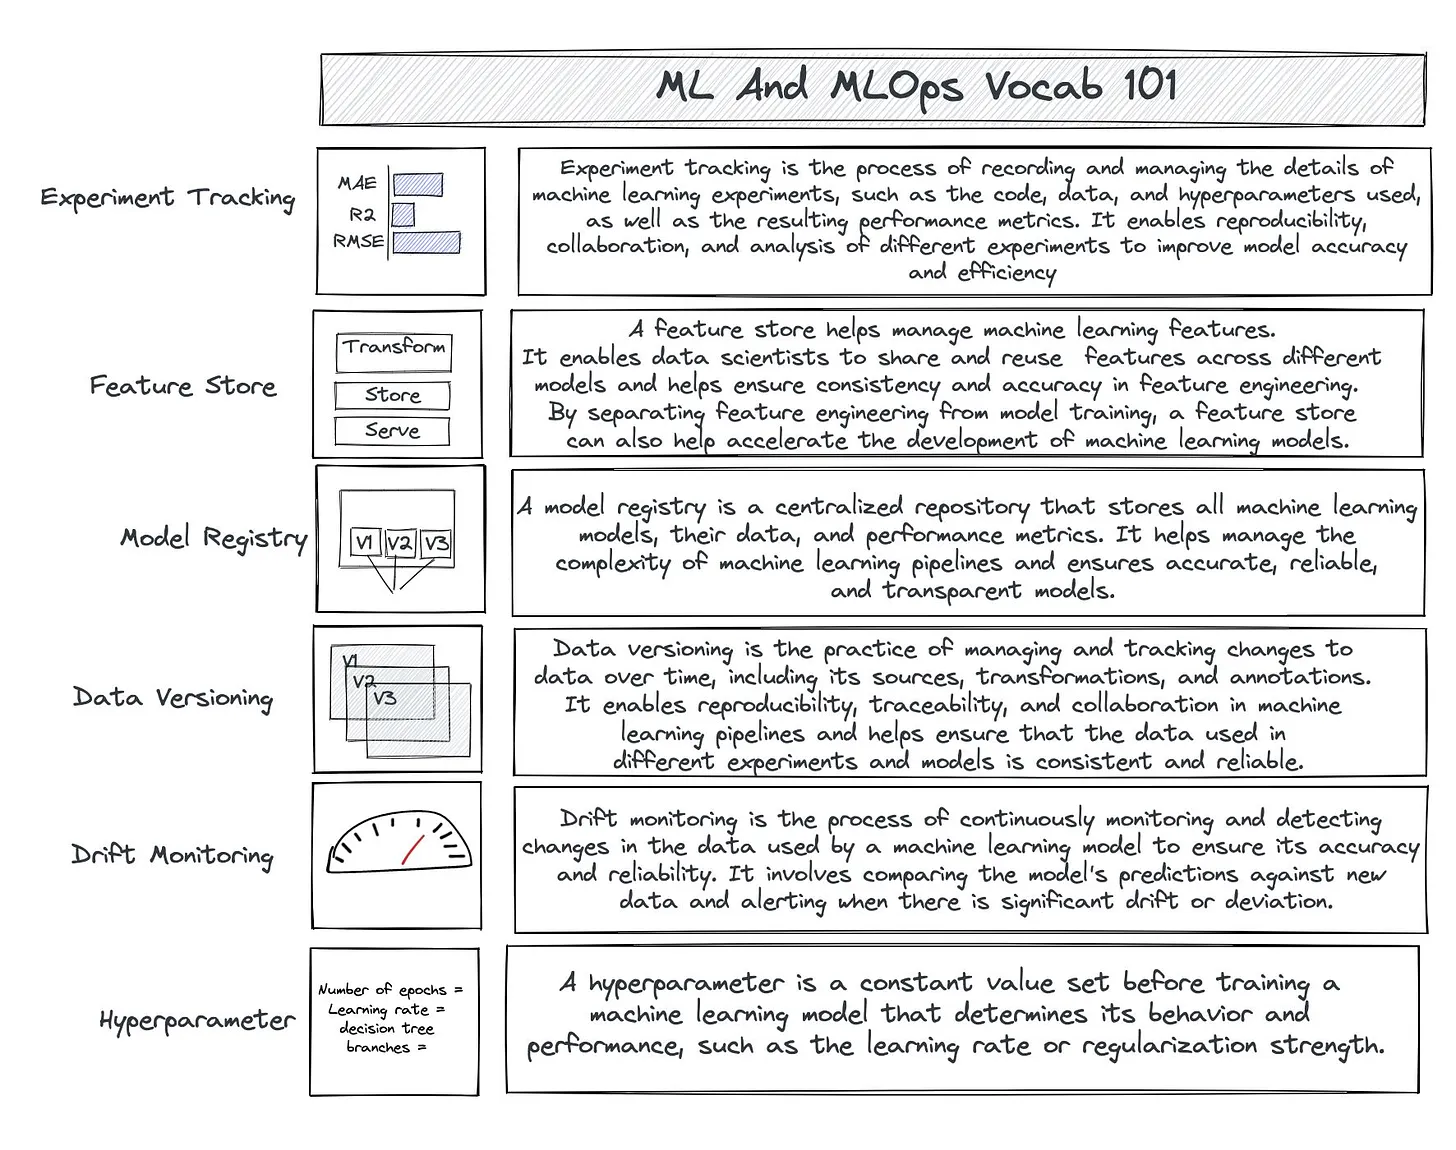 ML And MLOps Vocab 101
Experiment Tracking
MAE
R2
RMSE
Experiment tracking is the process of recording and managing the details of
machine learning experiments, such as the code, data, and hyperparameters used,
as well as the resulting performance metrics. It enables reproducibility,
collaboration, and analysis of different experiments to improve model accuracy
and efficiency
Feature Store
Transform
Store
Serve
A feature store helps manage machine learning features.
It enables data scientists to share and reuse features across different
models and helps ensure consistency and accuracy in feature engineering.
By separating feature engineering from model training, a feature store
can also help accelerate the development of machine learning models.
Model Registry
V1 V2 V3
A model registry is a centralized repository that stores all machine learning
models, their data, and performance metrics. It helps manage the
complexity of machine learning pipelines and ensures accurate, reliable,
and transparent models.
Data Versioning
V1
V2
V3
Data versioning is the practice of managing and tracking changes to
data over time, including its sources, transformations, and annotations.
It enables reproducibility, traceability, and collaboration in machine
learning pipelines and helps ensure that the data used in
different experiments and models is consistent and reliable.
Drift Monitoring
Drift monitoring is the process of continuously monitoring and detecting
changes in the data used by a machine learning model to ensure its accuracy
and reliability. It involves comparing the model's predictions against new
data and alerting when there is significant drift or deviation.
Hyperparameter
Number of epochs =
Learning rate =
decision tree
branches =
A hyperparameter is a constant value set before training a
machine learning model that determines its behavior and
performance, such as the learning rate or regularization strength.